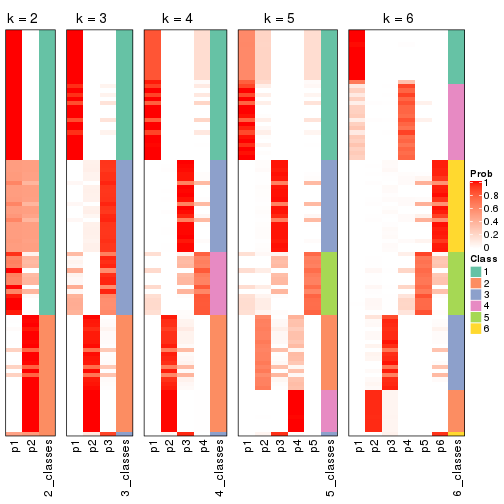 k = 2
k = 3
k = 4
k = 5
k = 6
Prob
1
0.8
0.6
0.4
0.2
0
Class
1
2
3
4
5
6
p1
p2
2_classes
p1
p2
p3
3_classes
p1
p2
p3
p4
4_classes
p1
p2
p3
p4
p5
5_classes
p1
p2
p3
p4
p5
p6
6_classes